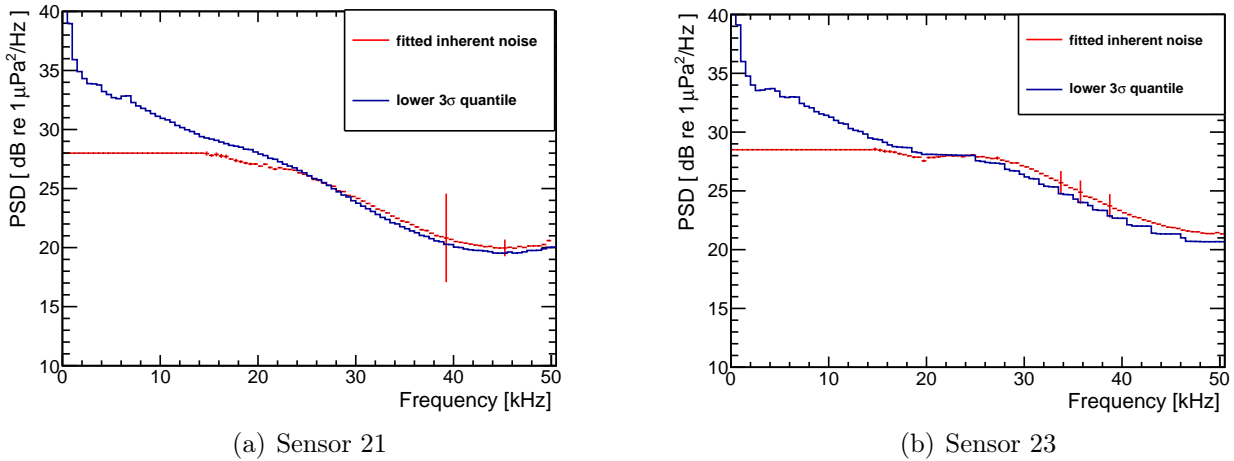 PSD [ dB re 1 μPa²/Hz]
40
35
30
25
20
15
10
0 10 20 30 40 50
Frequency [kHz]
fitted inherent noise
lower 3σ quantile
(a) Sensor 21
PSD [ dB re 1 μPa²/Hz]
40
35
30
25
20
15
10
0 10 20 30 40 50
Frequency [kHz]
fitted inherent noise
lower 3σ quantile
(b) Sensor 23